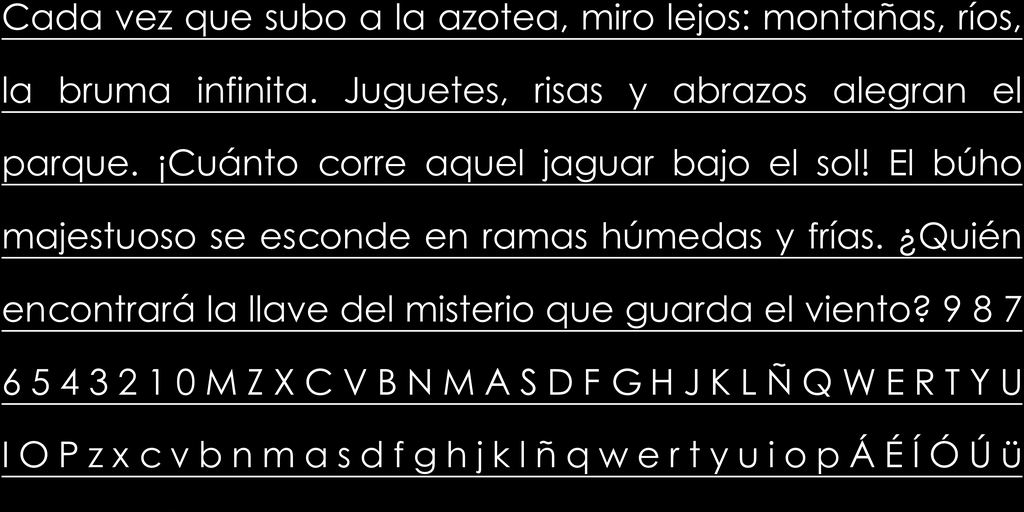 Cada vez que subo a la azotea, miro lejos: montañas, ríos,
la bruma infinita. Juguetes, risas y abrazos alegran el
parque. ¡Cuánto corre aquel jaguar bajo el sol! El búho
majestuoso se esconde en ramas húmedas y frías. ¿Quién
encontrará la llave del misterio que guarda el viento? 9 8 7
6 5 4 3 2 1 0 M Z X C V B N M A S D F G H J K L Ñ Q W E R T Y U
I O P z x c v b n m a s d f g h j k l ñ q w e r t y u i o p Á É Í Ó Ú ü